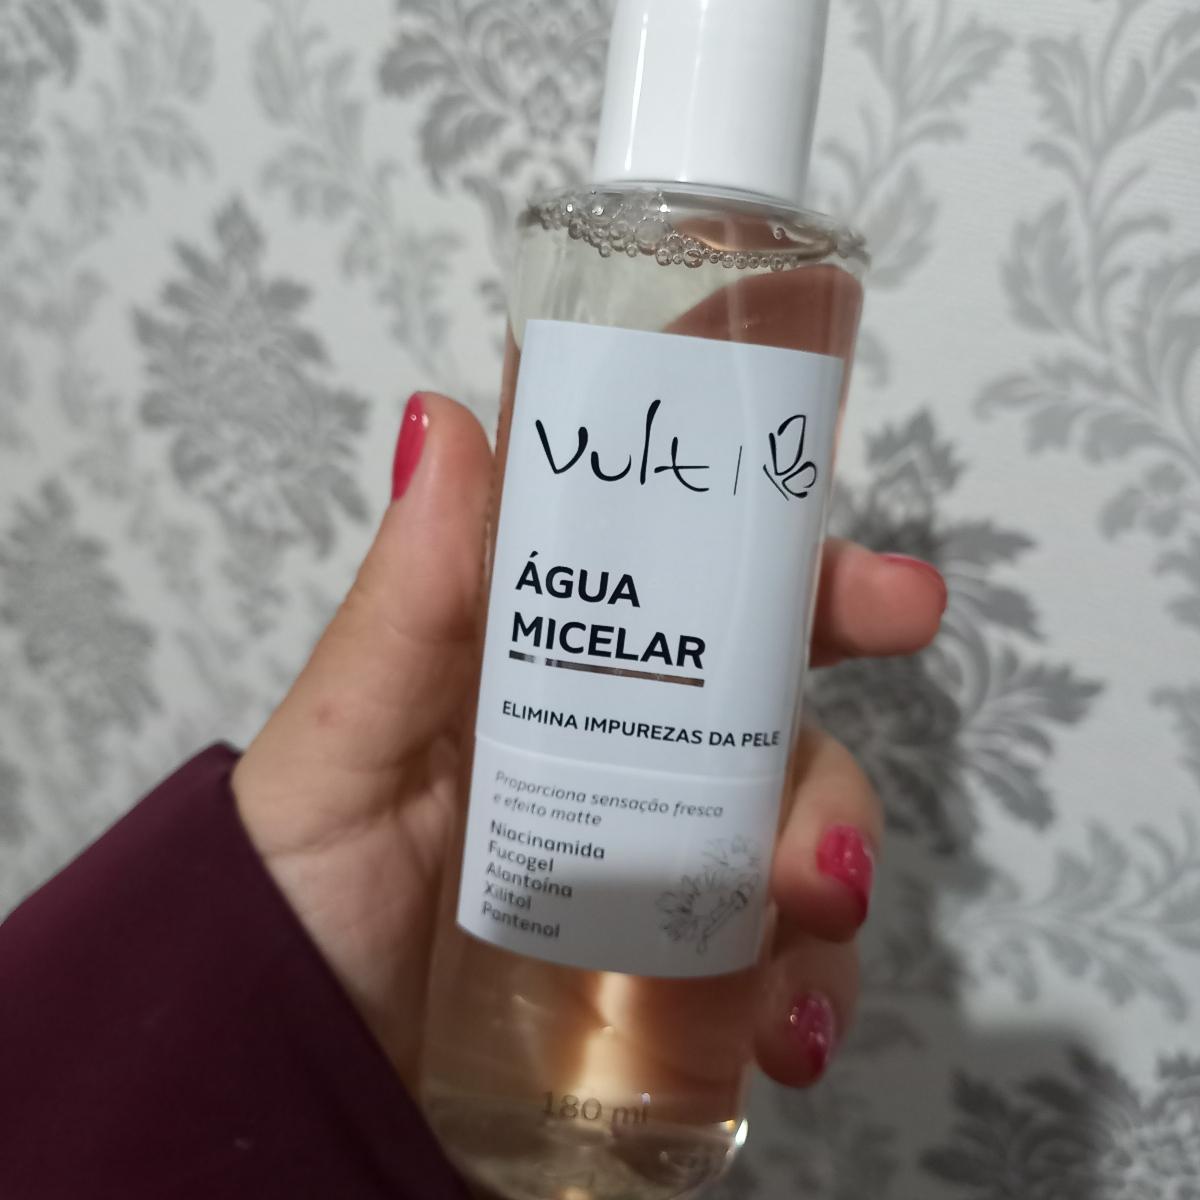 vult
ÁGUA
MICELAR
ELIMINA IMPUREZAS DA PELE
Proporciona sensação fresca
e efeito matte
Niacinamida
Fucogel
Alantoína
Xilitol
Pantenol
180 ml